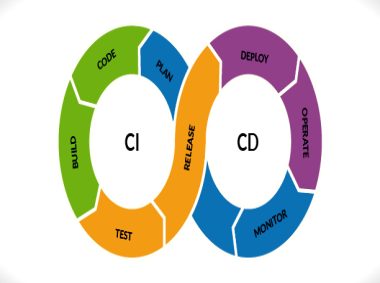 CODE
PLAN
DEPLOY
BUILD
CI
RELEASE
CD
OPERATE
TEST
MONITOR